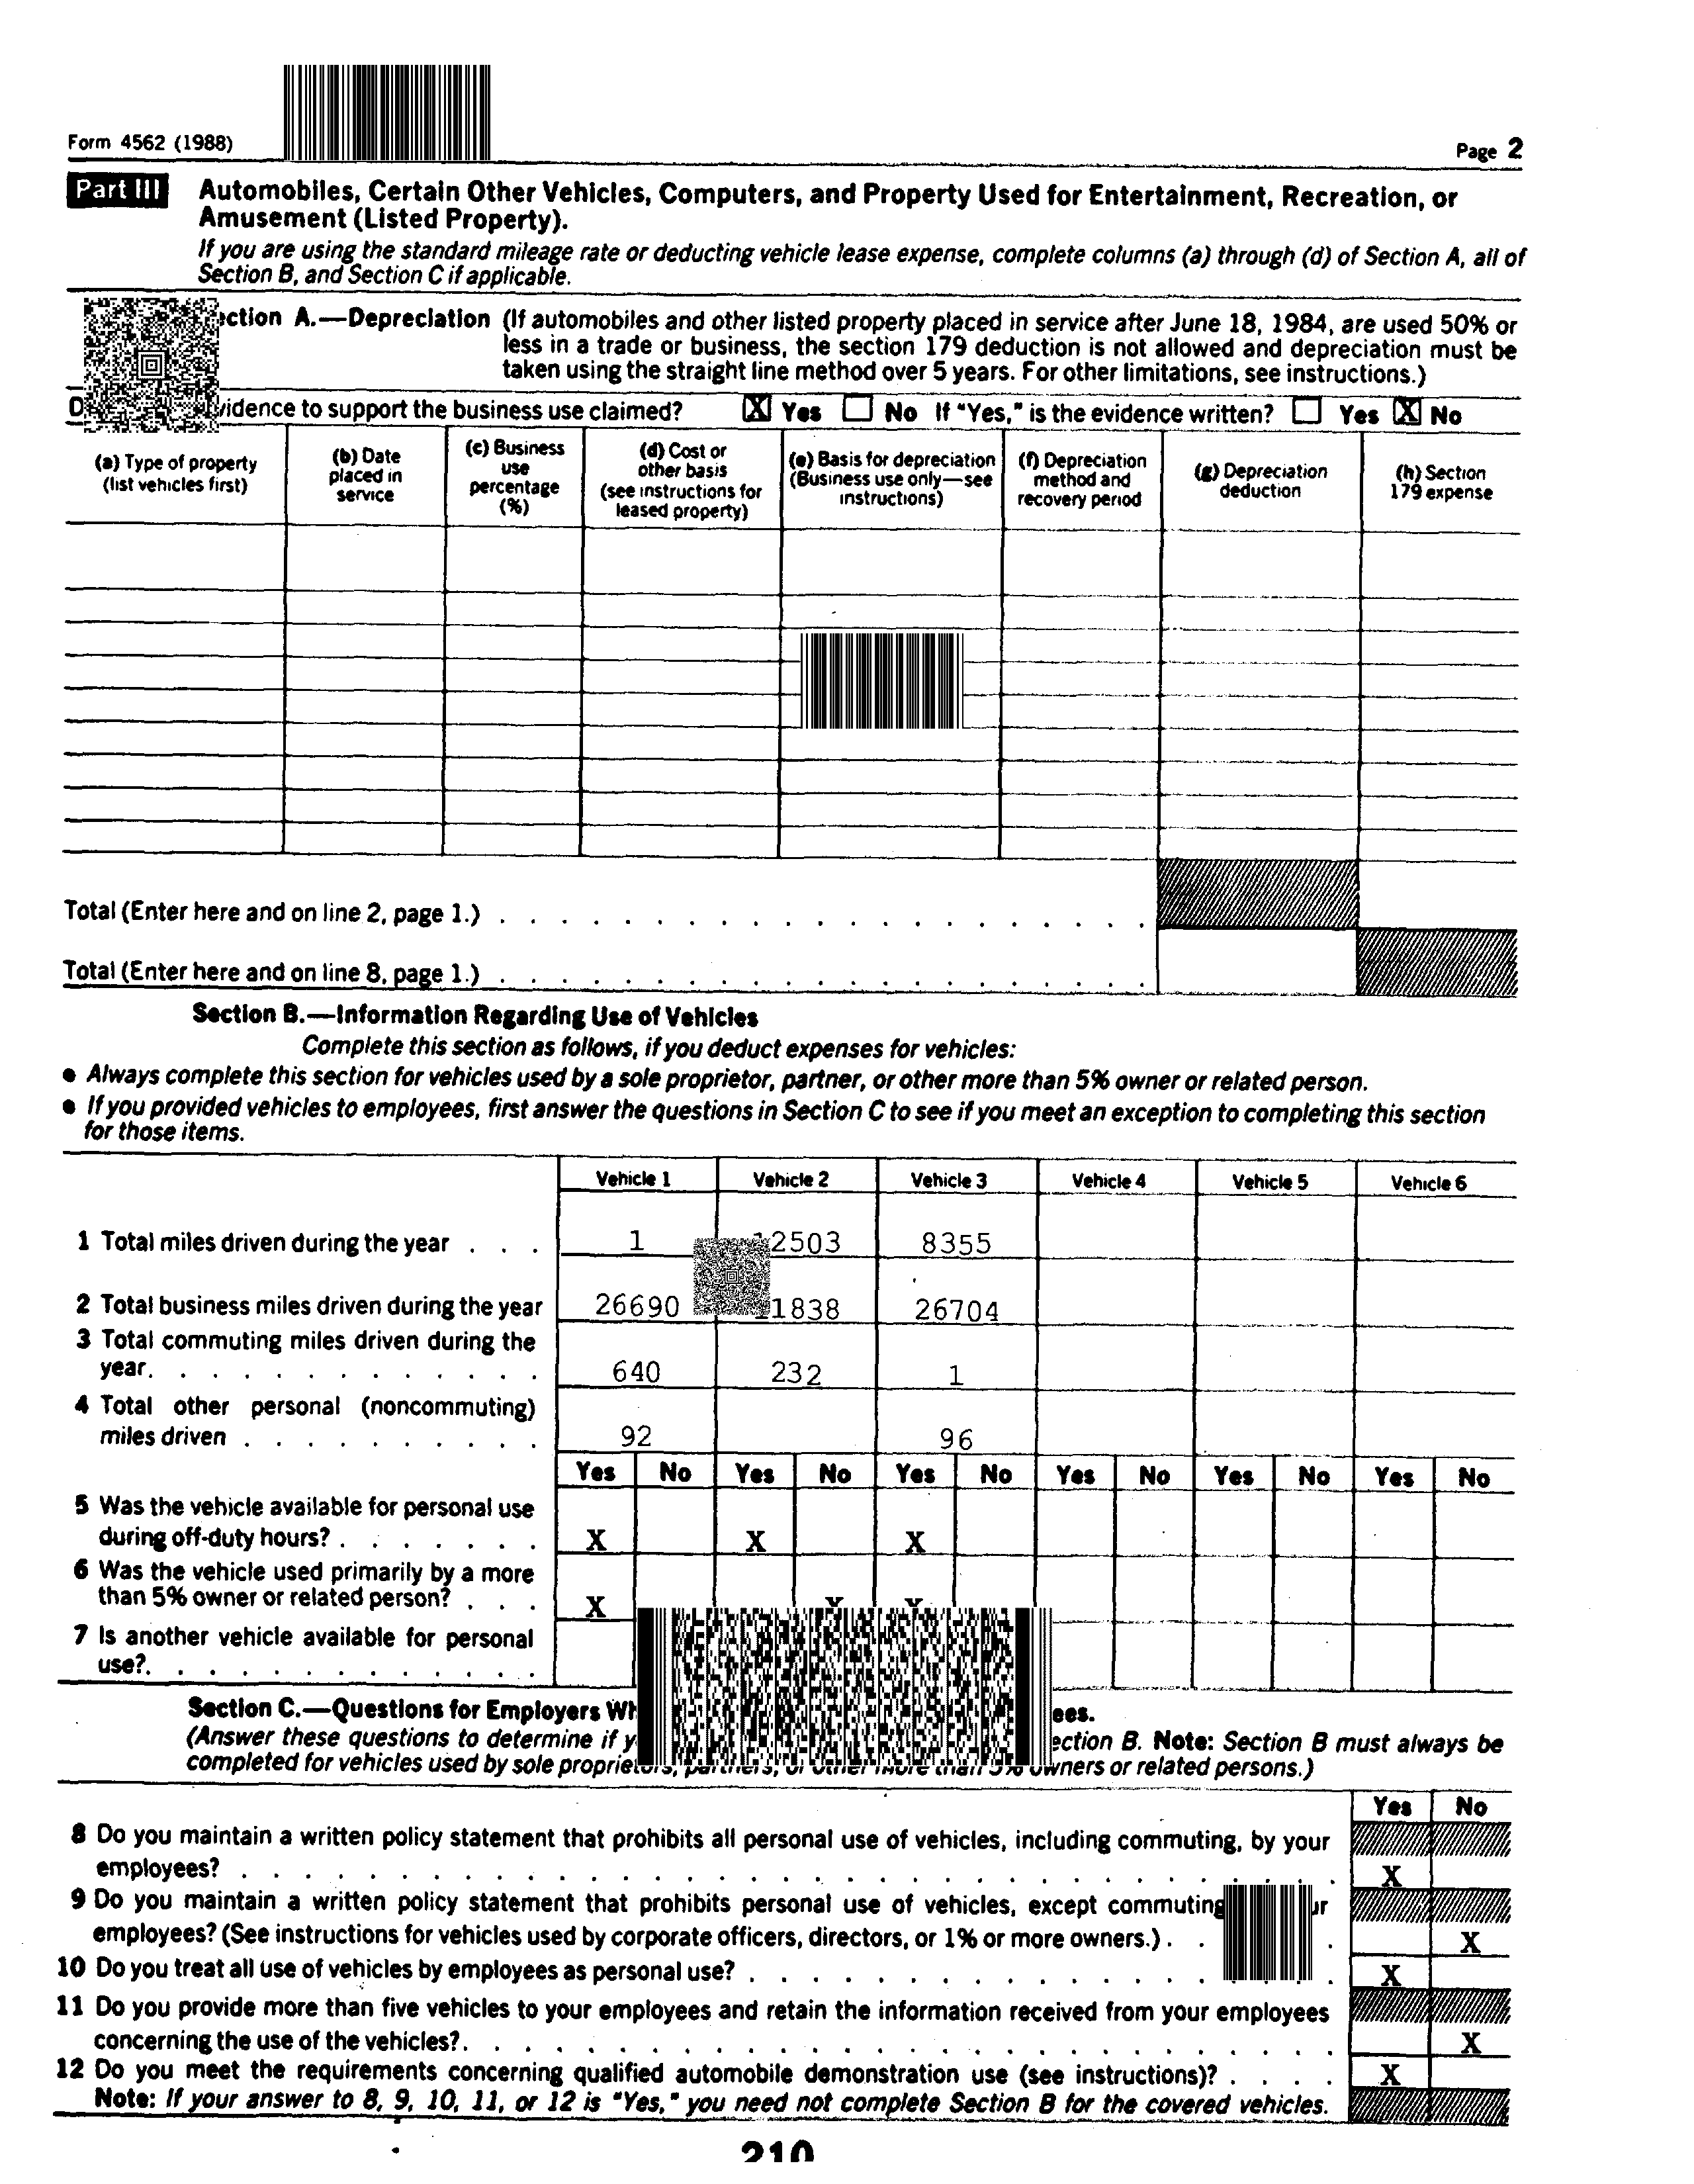 Form 4562 (1988)
Page 2
Part III Automobiles, Certain Other Vehicles, Computers, and Property Used for Entertainment, Recreation, or
Amusement (Listed Property).
If you are using the standard mileage rate or deducting vehicle lease expense, complete columns (a) through (d) of Section A, all of
Section B, and Section C if applicable.
A.—Depreciation (If automobiles and other listed property placed in service after June 18, 1984, are used 50% or
less in a trade or business, the section 179 deduction is not allowed and depreciation must be
taken using the straight line method over 5 years. For other limitations, see instructions.)
to support the business use claimed? X Yes No If "Yes," is the evidence written? Yes X No
(a) Type of property (list vehicles first)
(b) Date placed in service
(c) Business use percentage (%)
(d) Cost or other basis (see instructions for leased property)
(e) Basis for depreciation (Business use only—see instructions)
(f) Depreciation method and recovery period
(g) Depreciation deduction
(h) Section 179 expense
Total (Enter here and on line 2, page 1.)
Total (Enter here and on line 8, page 1.)
Section B.—Information Regarding Use of Vehicles
Complete this section as follows, if you deduct expenses for vehicles:
● Always complete this section for vehicles used by a sole proprietor, partner, or other more than 5% owner or related person.
● If you provided vehicles to employees, first answer the questions in Section C to see if you meet an exception to completing this section
for those items.
Vehicle 1 Vehicle 2 Vehicle 3 Vehicle 4 Vehicle 5 Vehicle 6
1 Total miles driven during the year . . . 1 12503 8355
2 Total business miles driven during the year 26690 11838 26704
3 Total commuting miles driven during the
year. 640 232 1
4 Total other personal (noncommuting)
miles driven 92 96
Yes No Yes No Yes No Yes No Yes No Yes No
5 Was the vehicle available for personal use
during off-duty hours? X X X
6 Was the vehicle used primarily by a more
than 5% owner or related person? . . . X
7 Is another vehicle available for personal
use?.
Section C.—Questions for Employers
(Answer these questions to determine if B. Note: Section B must always be
completed for vehicles used by sole proprietors, partners, or other more than 5% owners or related persons.)
Yes No
8 Do you maintain a written policy statement that prohibits all personal use of vehicles, including commuting, by your
employees? X
9 Do you maintain a written policy statement that prohibits personal use of vehicles, except commuting
employees? (See instructions for vehicles used by corporate officers, directors, or 1% or more owners.) X
10 Do you treat all use of vehicles by employees as personal use? X
11 Do you provide more than five vehicles to your employees and retain the information received from your employees
concerning the use of the vehicles?. X
12 Do you meet the requirements concerning qualified automobile demonstration use (see instructions)? X
Note: If your answer to 8, 9, 10, 11, or 12 is "Yes," you need not complete Section B for the covered vehicles.
210